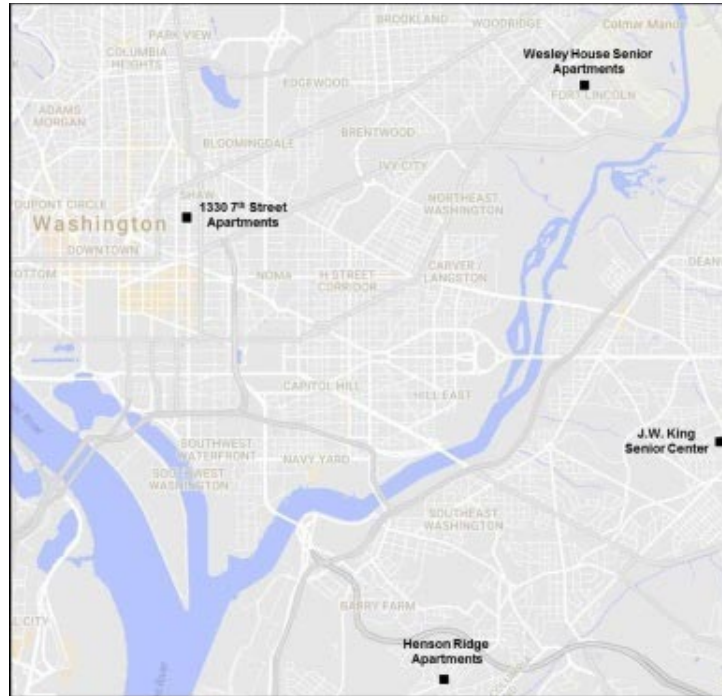 BROOKLAND
WOODRIDGE
Colmar Manor
PARK VIEW
COLUMBIA
HEIGHTS
Wesley House Senior
Apartments
EDGEWOOD
FORT LINCOLN
ADAMS
MORGAN
BRENTWOOD
BLOOMINGDALE
IVY CITY
SHAW
DUPONT CIRCLE
NORTHEAST
WASHINGTON
1330 7th Street
Apartments
Washington
DOWNTOWN
CARVER /
LANGSTON
NOMA
H STREET
CORRIDOR
BOTTOM
CAPITOL HILL
HILL EAST
J.W. King
Senior Center
SOUTHWEST
WATERFRONT
NAVY YARD
SOUTHWEST
WASHINGTON
SOUTHEAST
WASHINGTON
BARRY FARM
Henson Ridge
Apartments